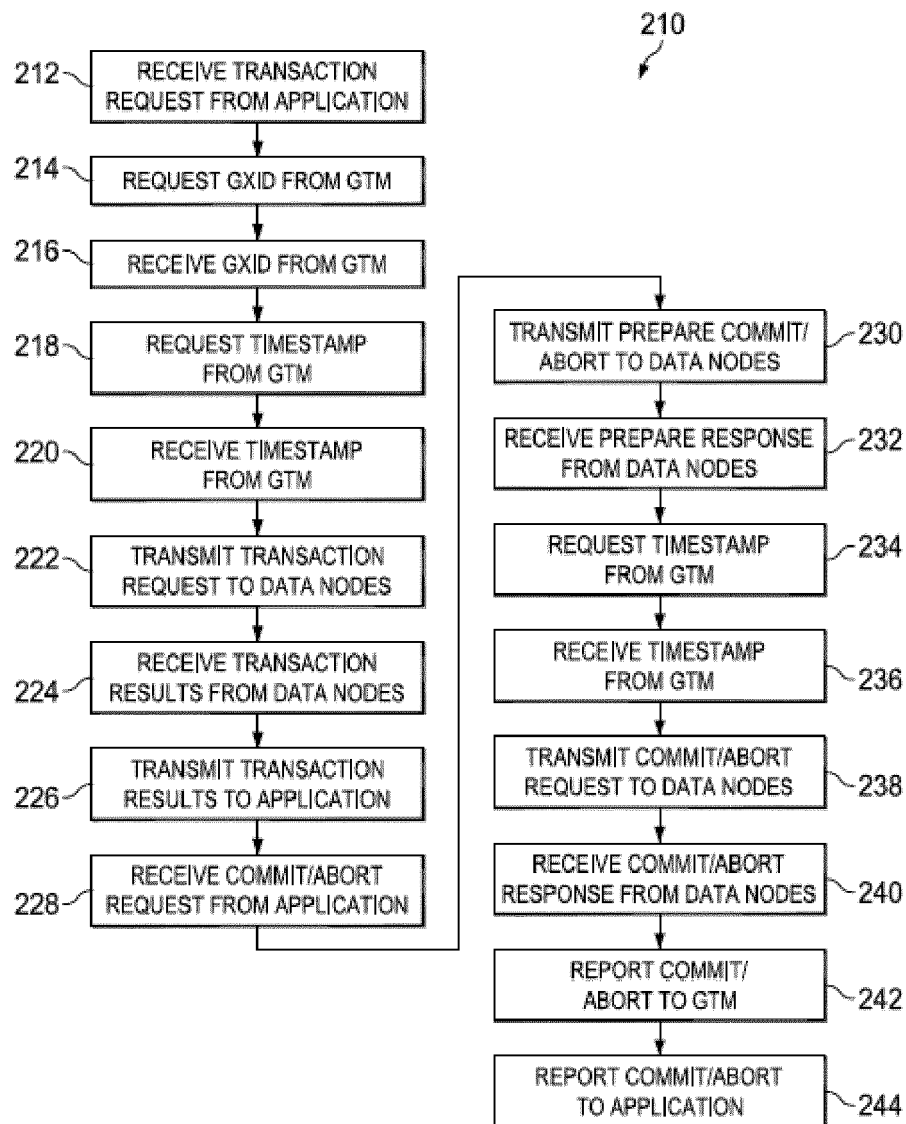 210
212
RECEIVE TRANSACTION
REQUEST FROM APPLICATION
214
REQUEST GXID FROM GTM
216
RECEIVE GXID FROM GTM
218
REQUEST TIMESTAMP
FROM GTM
220
RECEIVE TIMESTAMP
FROM GTM
222
TRANSMIT TRANSACTION
REQUEST TO DATA NODES
224
RECEIVE TRANSACTION
RESULTS FROM DATA NODES
226
TRANSMIT TRANSACTION
RESULTS TO APPLICATION
228
RECEIVE COMMIT/ABORT
REQUEST FROM APPLICATION
TRANSMIT PREPARE COMMIT/
ABORT TO DATA NODES
230
RECEIVE PREPARE RESPONSE
FROM DATA NODES
232
REQUEST TIMESTAMP
FROM GTM
234
RECEIVE TIMESTAMP
FROM GTM
236
TRANSMIT COMMIT/ABORT
REQUEST TO DATA NODES
238
RECEIVE COMMIT/ABORT
RESPONSE FROM DATA NODES
240
REPORT COMMIT/
ABORT TO GTM
242
REPORT COMMIT/ABORT
TO APPLICATION
244